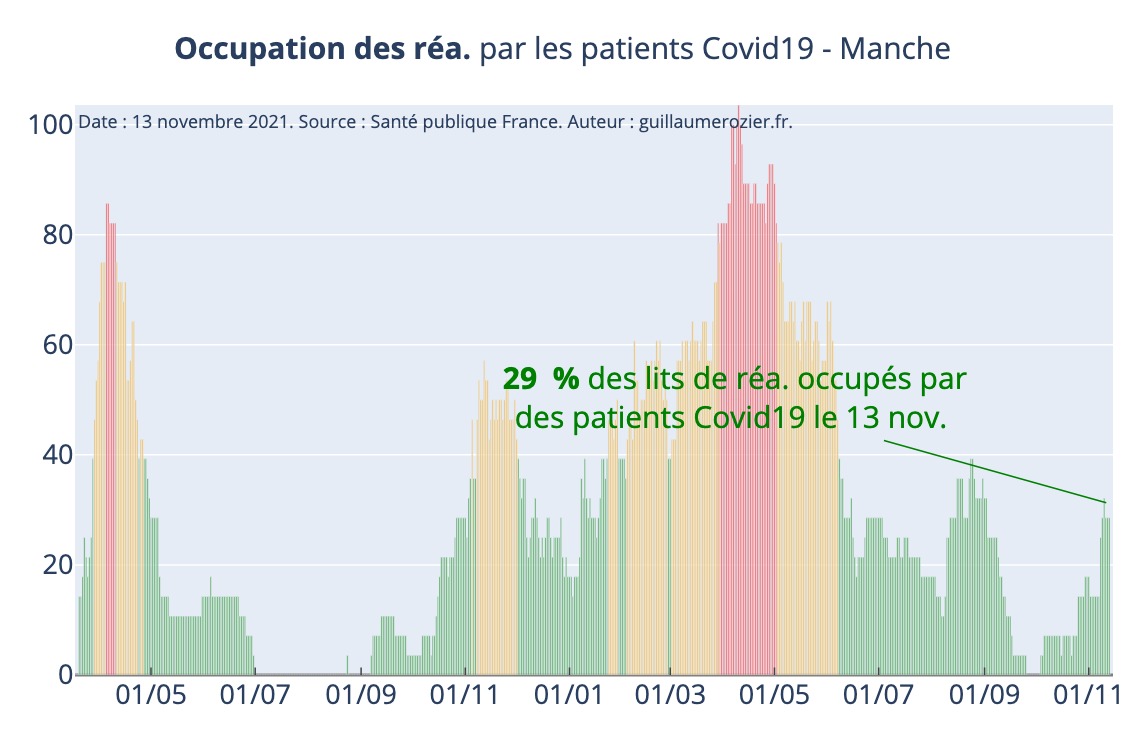 Occupation des réa. par les patients Covid19 - Manche
Date : 13 novembre 2021. Source : Santé publique France. Auteur : guillaumerozier.fr.
100
80
60
40
20
0
29 % des lits de réa. occupés par
des patients Covid19 le 13 nov.
01/05 01/07 01/09 01/11 01/01 01/03 01/05 01/07 01/09 01/11